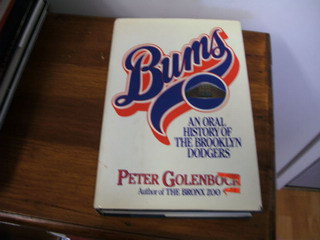 Bums
AN ORAL
HISTORY OF
THE BROOKLYN
DODGERS
PETER GOLENBOCK
Author of THE BRONX ZOO